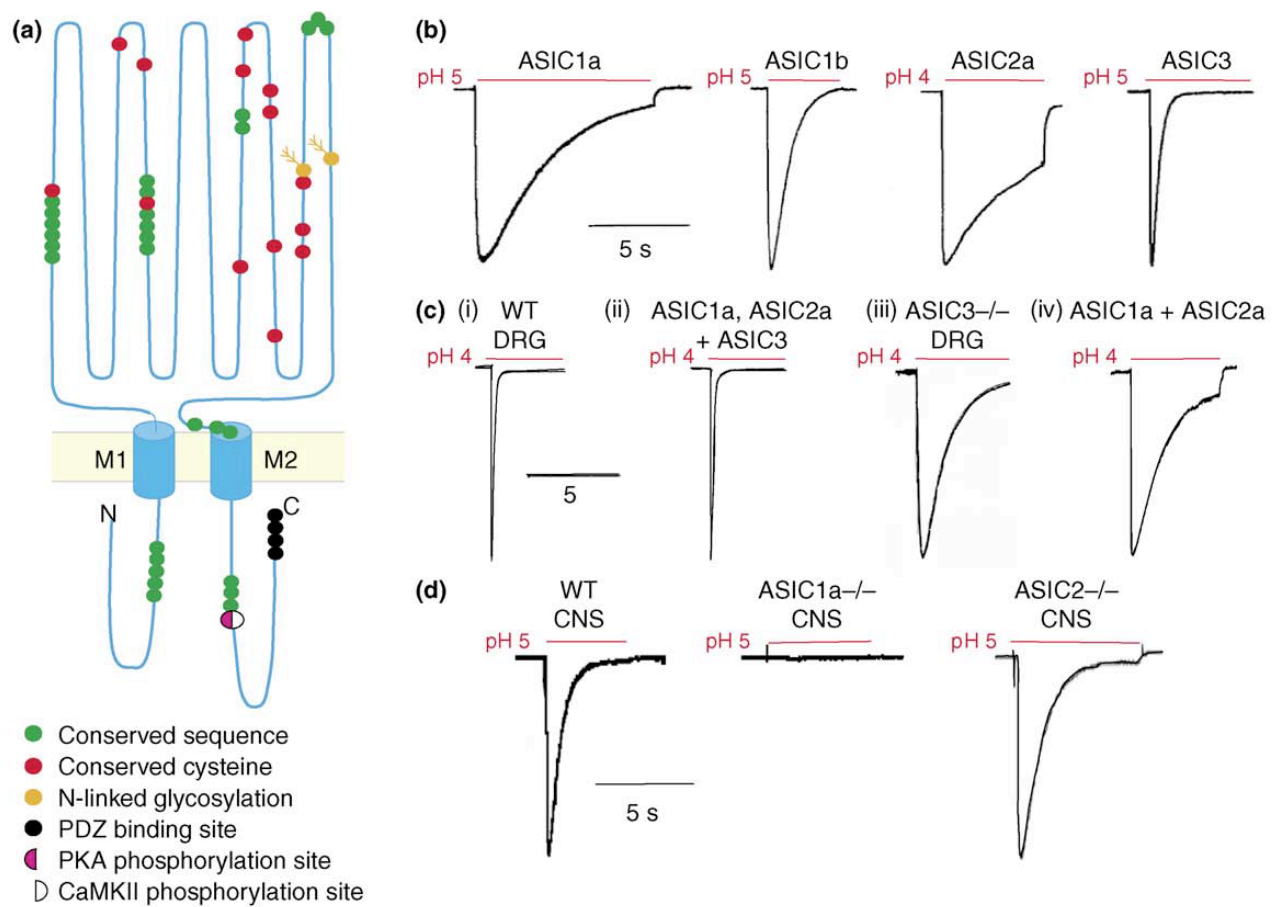 (a)
M1
M2
N
C
Conserved sequence
Conserved cysteine
N-linked glycosylation
PDZ binding site
PKA phosphorylation site
CaMKII phosphorylation site
(b)
ASIC1a
pH 5
5 s
ASIC1b
pH 5
ASIC2a
pH 4
ASIC3
pH 5
(c)
(i) WT
DRG
pH 4
5
(ii) ASIC1a, ASIC2a
+ ASIC3
pH 4
(iii) ASIC3–/–
DRG
pH 4
(iv) ASIC1a + ASIC2a
pH 4
(d)
WT
CNS
pH 5
5 s
ASIC1a–/–
CNS
pH 5
ASIC2–/–
CNS
pH 5